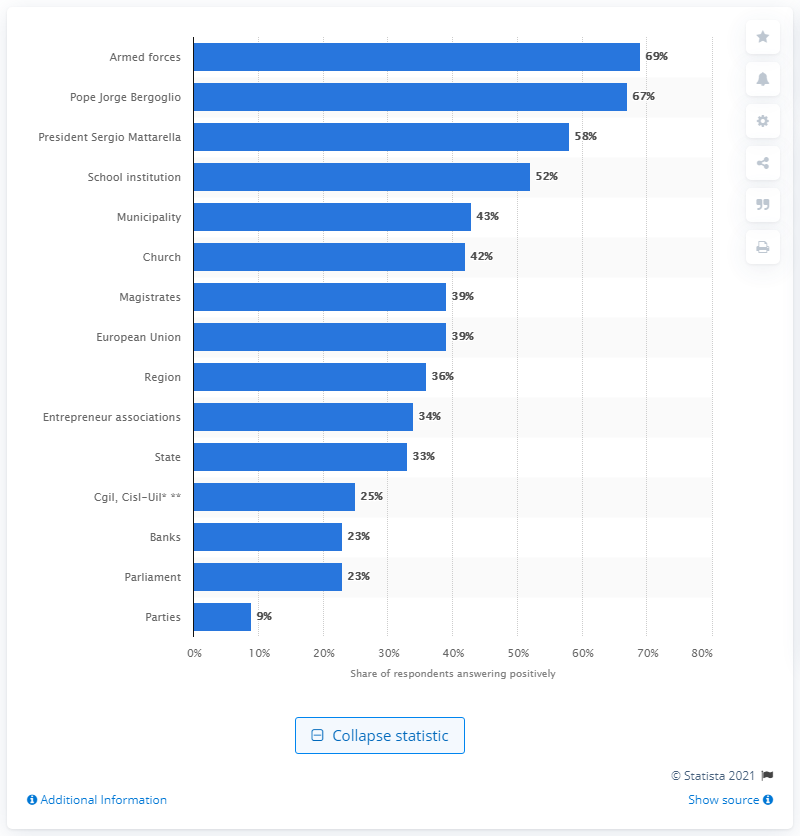 Armed forces 69%
Pope Jorge Bergoglio 67%
President Sergio Mattarella 58%
School institution 52%
Municipality 43%
Church 42%
Magistrates 39%
European Union 39%
Region 36%
Entrepreneur associations 34%
State 33%
Cgil, Cisl-Uil* ** 25%
Banks 23%
Parliament 23%
Parties 9%
0% 10% 20% 30% 40% 50% 60% 70% 80%
Share of respondents answering positively
Collapse statistic
© Statista 2021
Additional Information Show source